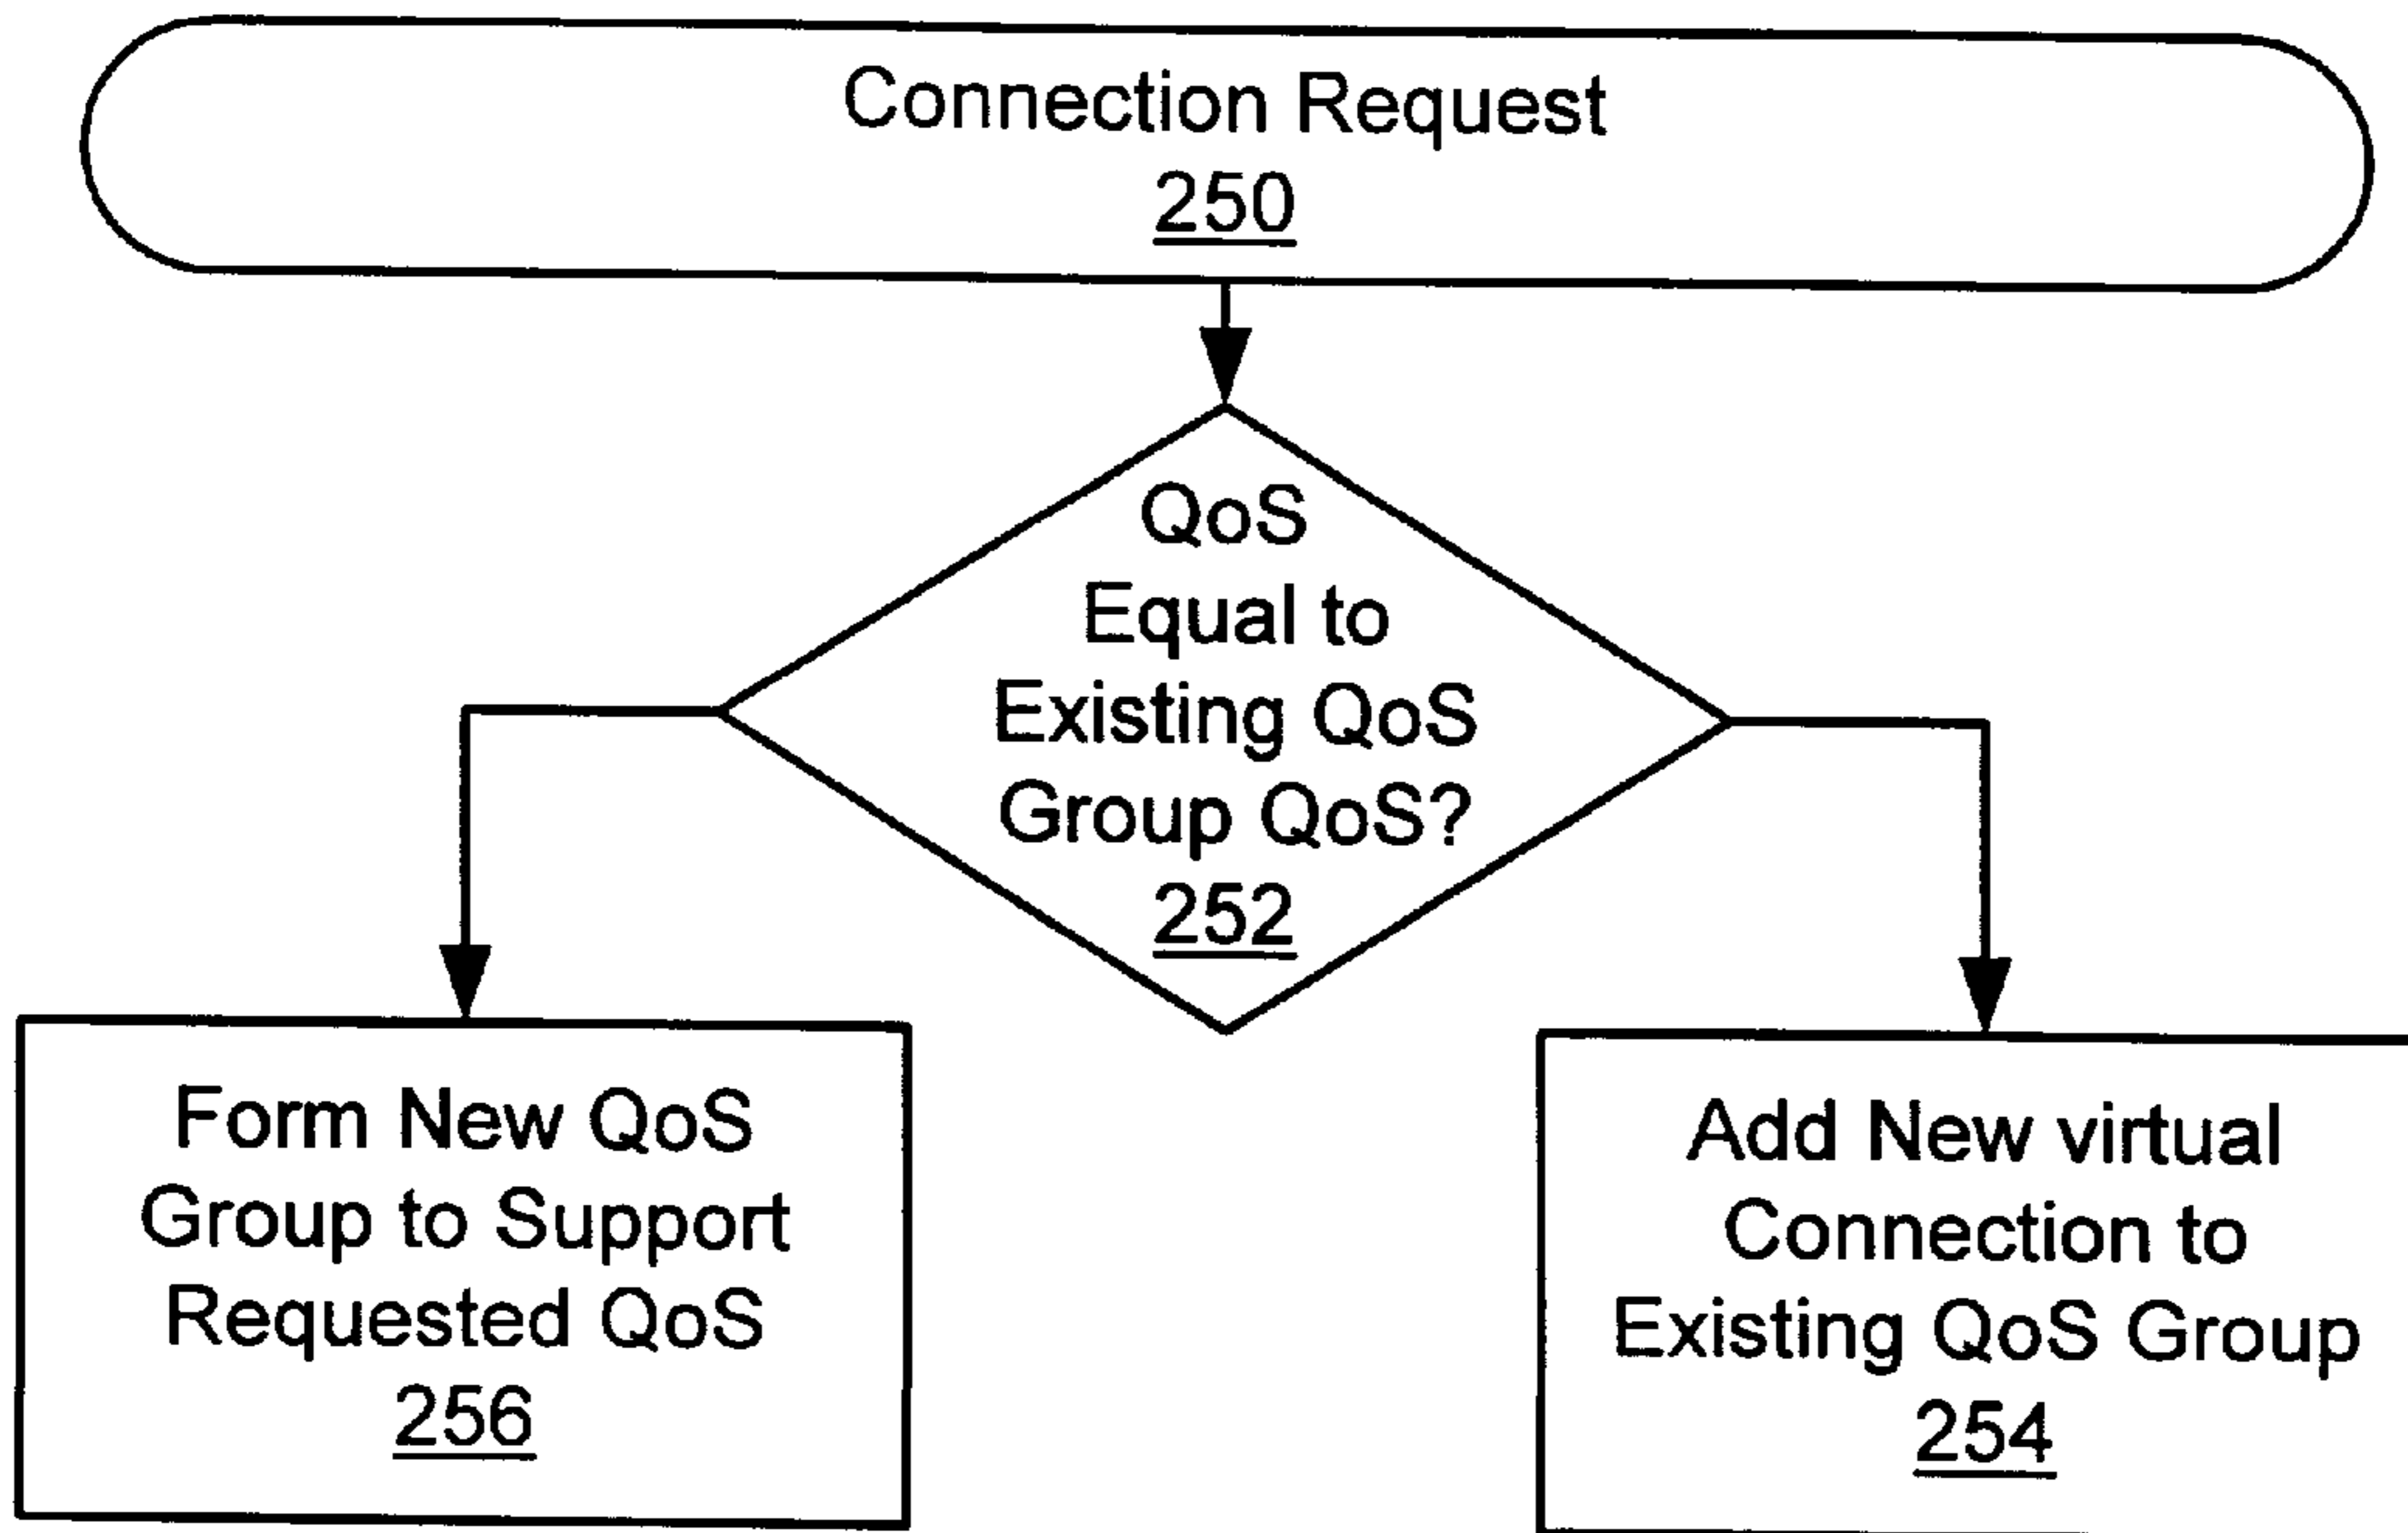 Connection Request
250
QoS
Equal to
Existing QoS
Group QoS?
252
Form New QoS
Group to Support
Requested QoS
256
Add New virtual
Connection to
Existing QoS Group
254